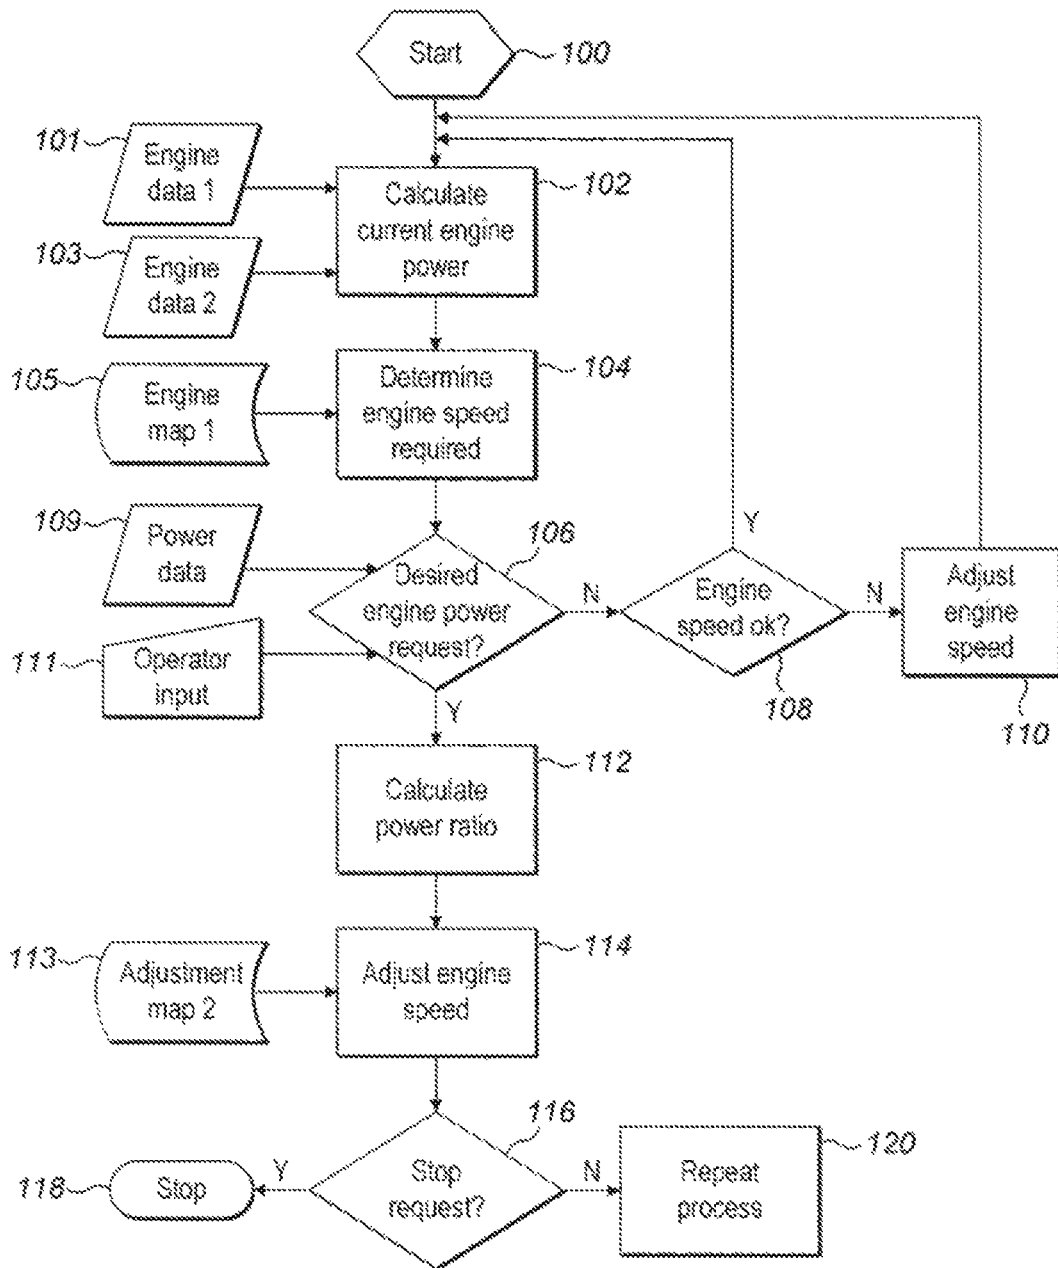 Start
100
101
Engine
data 1
Calculate
current engine
power
102
103
Engine
data 2
105
Engine
map 1
Determine
engine speed
required
104
109
Power
data
Desired
engine power
request?
106
N
Y
Engine
speed ok?
108
N
Adjust
engine
speed
110
111
Operator
input
Y
Calculate
power ratio
112
113
Adjustment
map 2
Adjust engine
speed
114
Stop
request?
116
Y
118
Stop
N
Repeat
process
120